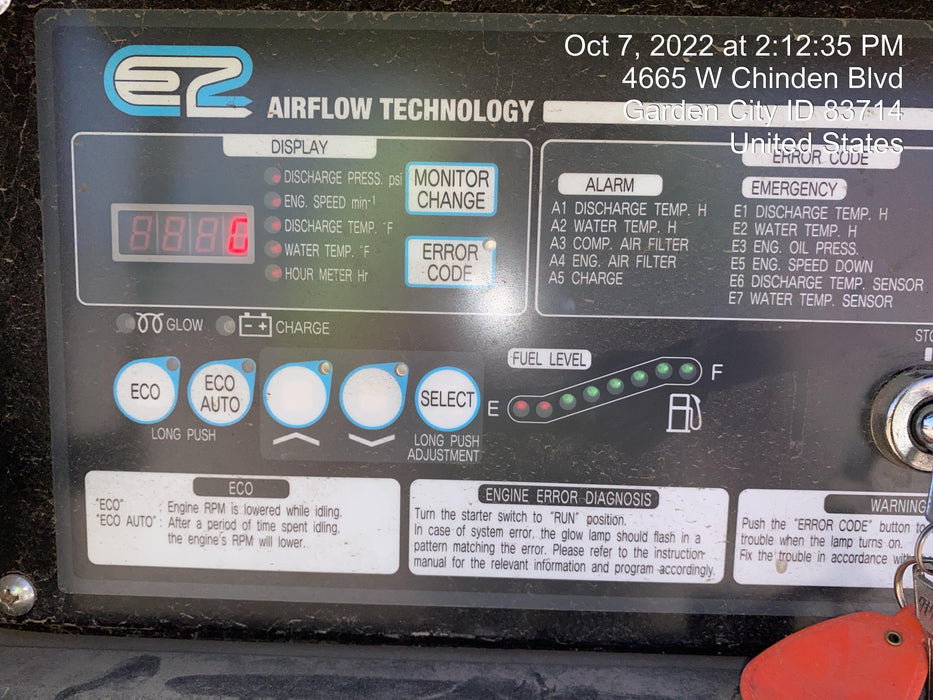 Oct 7, 2022 at 2:12:35 PM
4665 W Chinden Blvd
Garden City ID 83714
United States
E2 AIRFLOW TECHNOLOGY
DISPLAY
DISCHARGE PRESS. psi
ENG. SPEED min⁻¹
DISCHARGE TEMP. °F
WATER TEMP. °F
HOUR METER Hr
MONITOR
CHANGE
ERROR
CODE
ERROR CODE
ALARM
A1 DISCHARGE TEMP. H
A2 WATER TEMP. H
A3 COMP. AIR FILTER
A4 ENG. AIR FILTER
A5 CHARGE
EMERGENCY
E1 DISCHARGE TEMP. H
E2 WATER TEMP. H
E3 ENG. OIL PRESS.
E5 ENG. SPEED DOWN
E6 DISCHARGE TEMP. SENSOR
E7 WATER TEMP. SENSOR
GLOW
CHARGE
ECO
ECO
AUTO
LONG PUSH
SELECT
LONG PUSH
ADJUSTMENT
FUEL LEVEL
E F
ECO
"ECO" : Engine RPM is lowered while idling.
"ECO AUTO" : After a period of time spent idling.
the engine's RPM will lower.
ENGINE ERROR DIAGNOSIS
Turn the starter switch to "RUN" position.
In case of system error. the glow lamp should flash in a
pattern matching the error. Please refer to the instruction
manual for the relevant information and program accordingly.
WARNING
Push the "ERROR CODE" button to
trouble when the lamp turns on.
Fix the trouble in accordance with